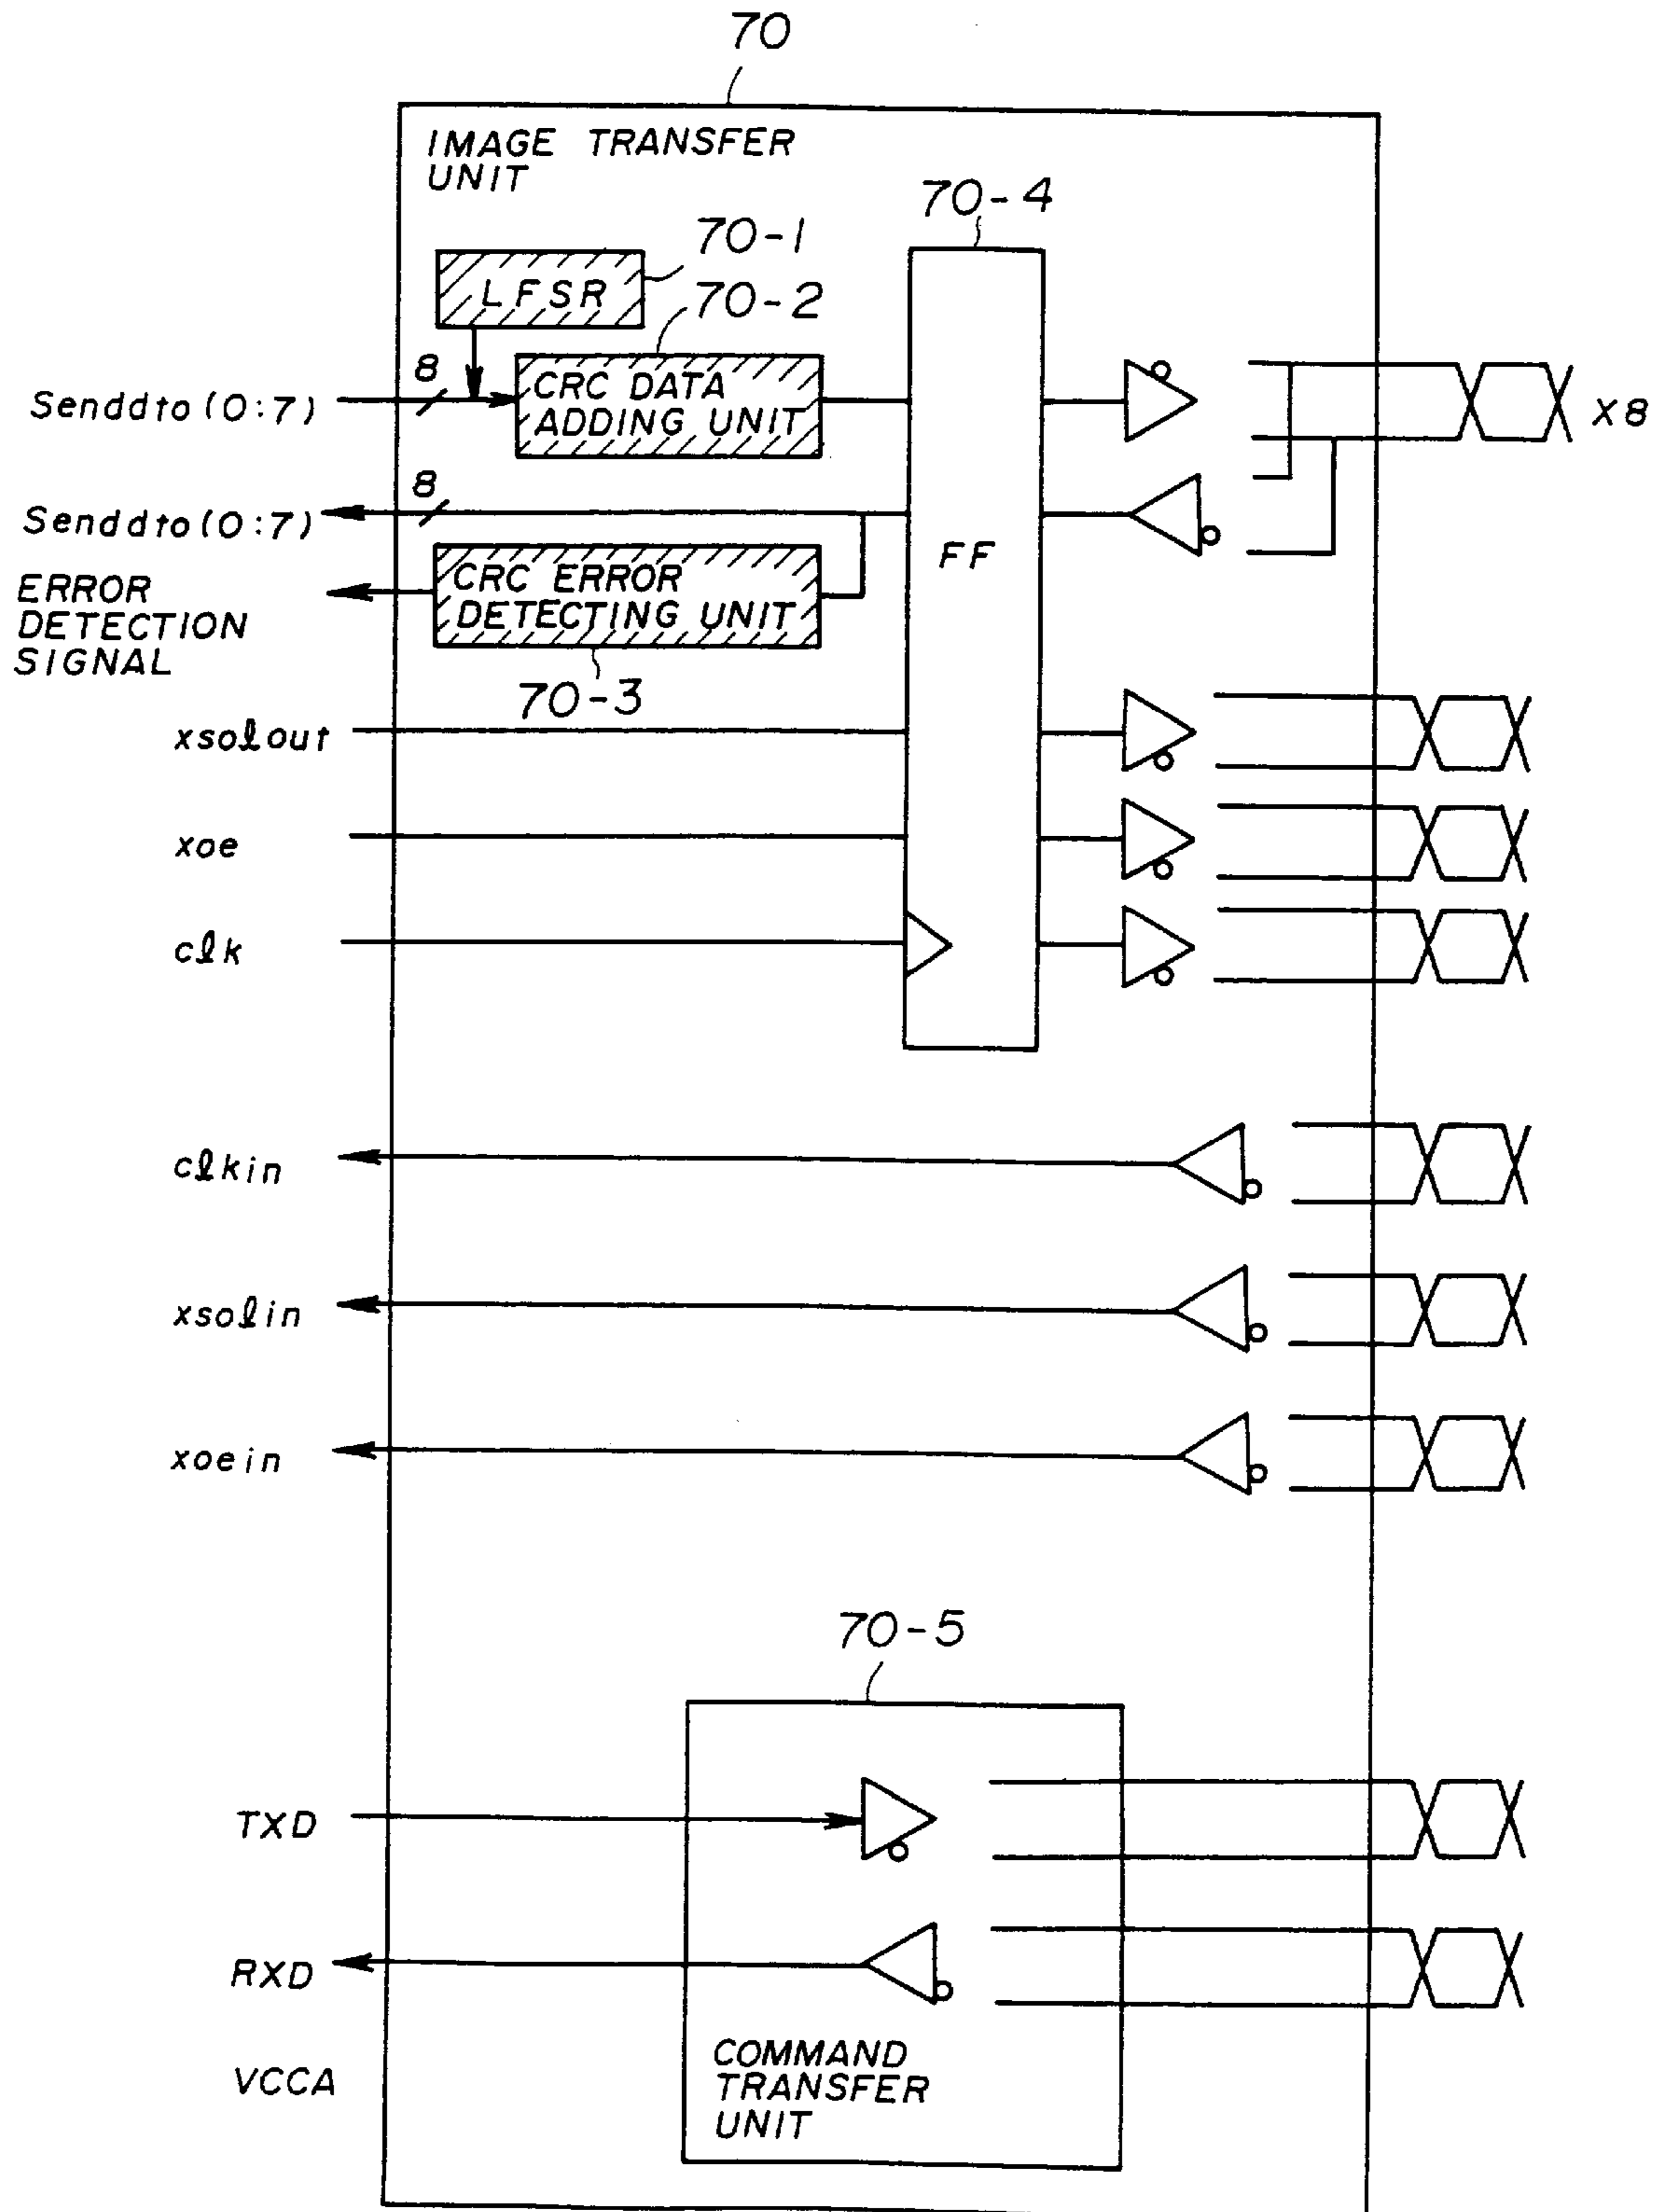 70
IMAGE TRANSFER
UNIT
70-4
70-1
LFSR
70-2
8
CRC DATA
ADDING UNIT
Senddto(0:7)
X8
8
Senddto(0:7)
FF
CRC ERROR
DETECTING UNIT
ERROR
DETECTION
SIGNAL
70-3
xsolout
xoe
clk
clkin
xsolin
xoein
70-5
TXD
RXD
COMMAND
TRANSFER
UNIT
VCCA